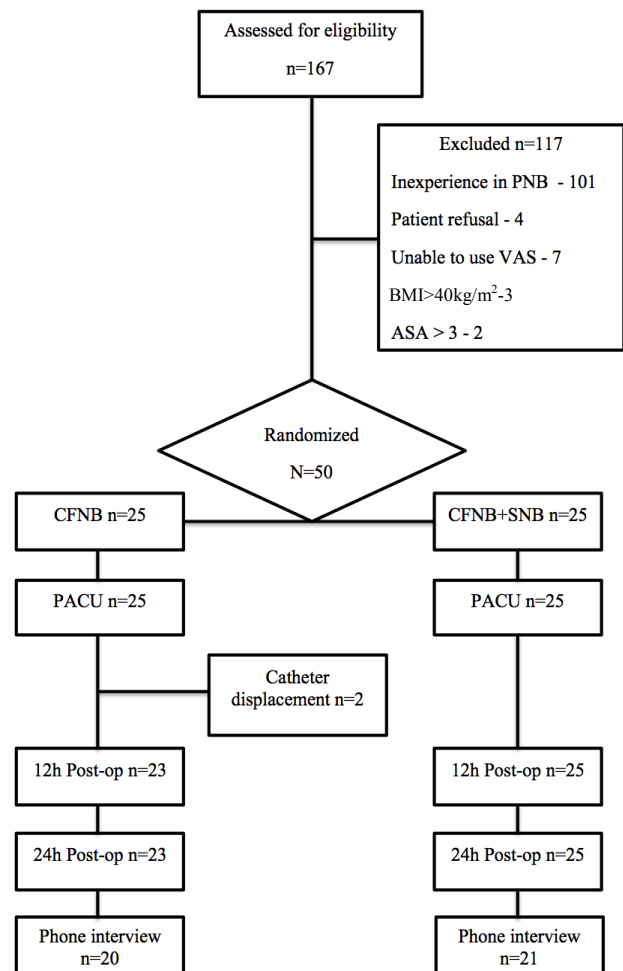 Assessed for eligibility
n=167
Excluded n=117
Inexperience in PNB - 101
Patient refusal - 4
Unable to use VAS - 7
BMI>40kg/m²-3
ASA > 3 - 2
Randomized
N=50
CFNB n=25
CFNB+SNB n=25
PACU n=25
PACU n=25
Catheter
displacement n=2
12h Post-op n=23
12h Post-op n=25
24h Post-op n=23
24h Post-op n=25
Phone interview
n=20
Phone interview
n=21